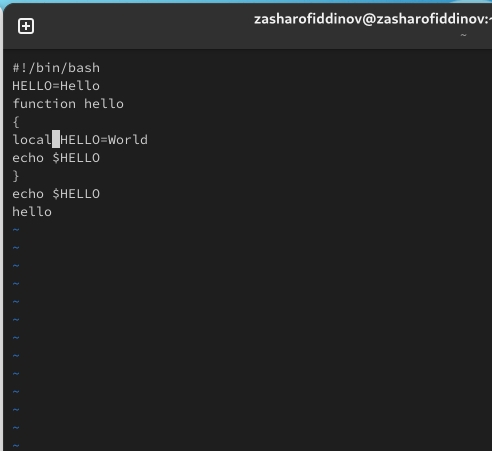 zasharofiddinov@zasharofiddinov:~
~
#!/bin/bash
HELLO=Hello
function hello
{
local HELLO=World
echo $HELLO
}
echo $HELLO
hello
~
~
~
~
~
~
~
~
~
~
~
~
~